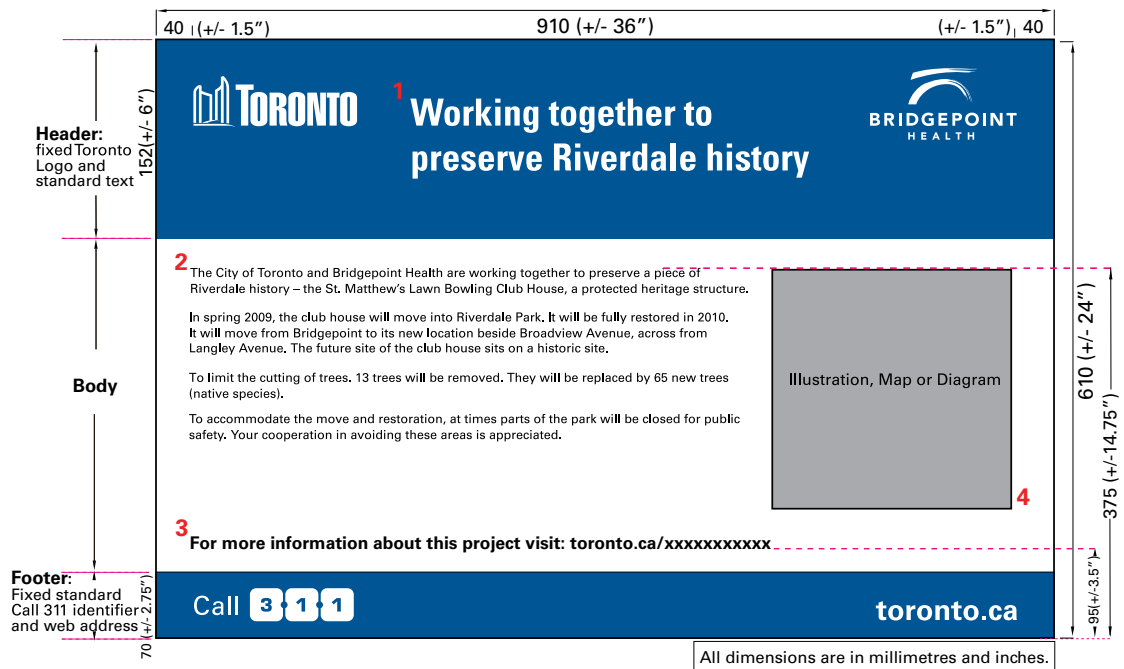 40 (+/- 1.5”)
910 (+/- 36”)
(+/- 1.5”) 40
Header:
fixed Toronto
Logo and
standard text
152(+/- 6”)
TORONTO
1
Working together to
preserve Riverdale history
BRIDGEPOINT
HEALTH
Body
2
The City of Toronto and Bridgepoint Health are working together to preserve a piece of
Riverdale history – the St. Matthew’s Lawn Bowling Club House, a protected heritage structure.
In spring 2009, the club house will move into Riverdale Park. It will be fully restored in 2010.
It will move from Bridgepoint to its new location beside Broadview Avenue, across from
Langley Avenue. The future site of the club house sits on a historic site.
To limit the cutting of trees. 13 trees will be removed. They will be replaced by 65 new trees
(native species).
To accommodate the move and restoration, at times parts of the park will be closed for public
safety. Your cooperation in avoiding these areas is appreciated.
Illustration, Map or Diagram
4
610 (+/- 24”)
375 (+/-14.75”)
3
For more information about this project visit: toronto.ca/xxxxxxxxxxx
95(+/-3.5”)
Footer:
Fixed standard
Call 311 identifier
and web address
70 (+/- 2.75”)
Call 3 1 1
toronto.ca
All dimensions are in millimetres and inches.